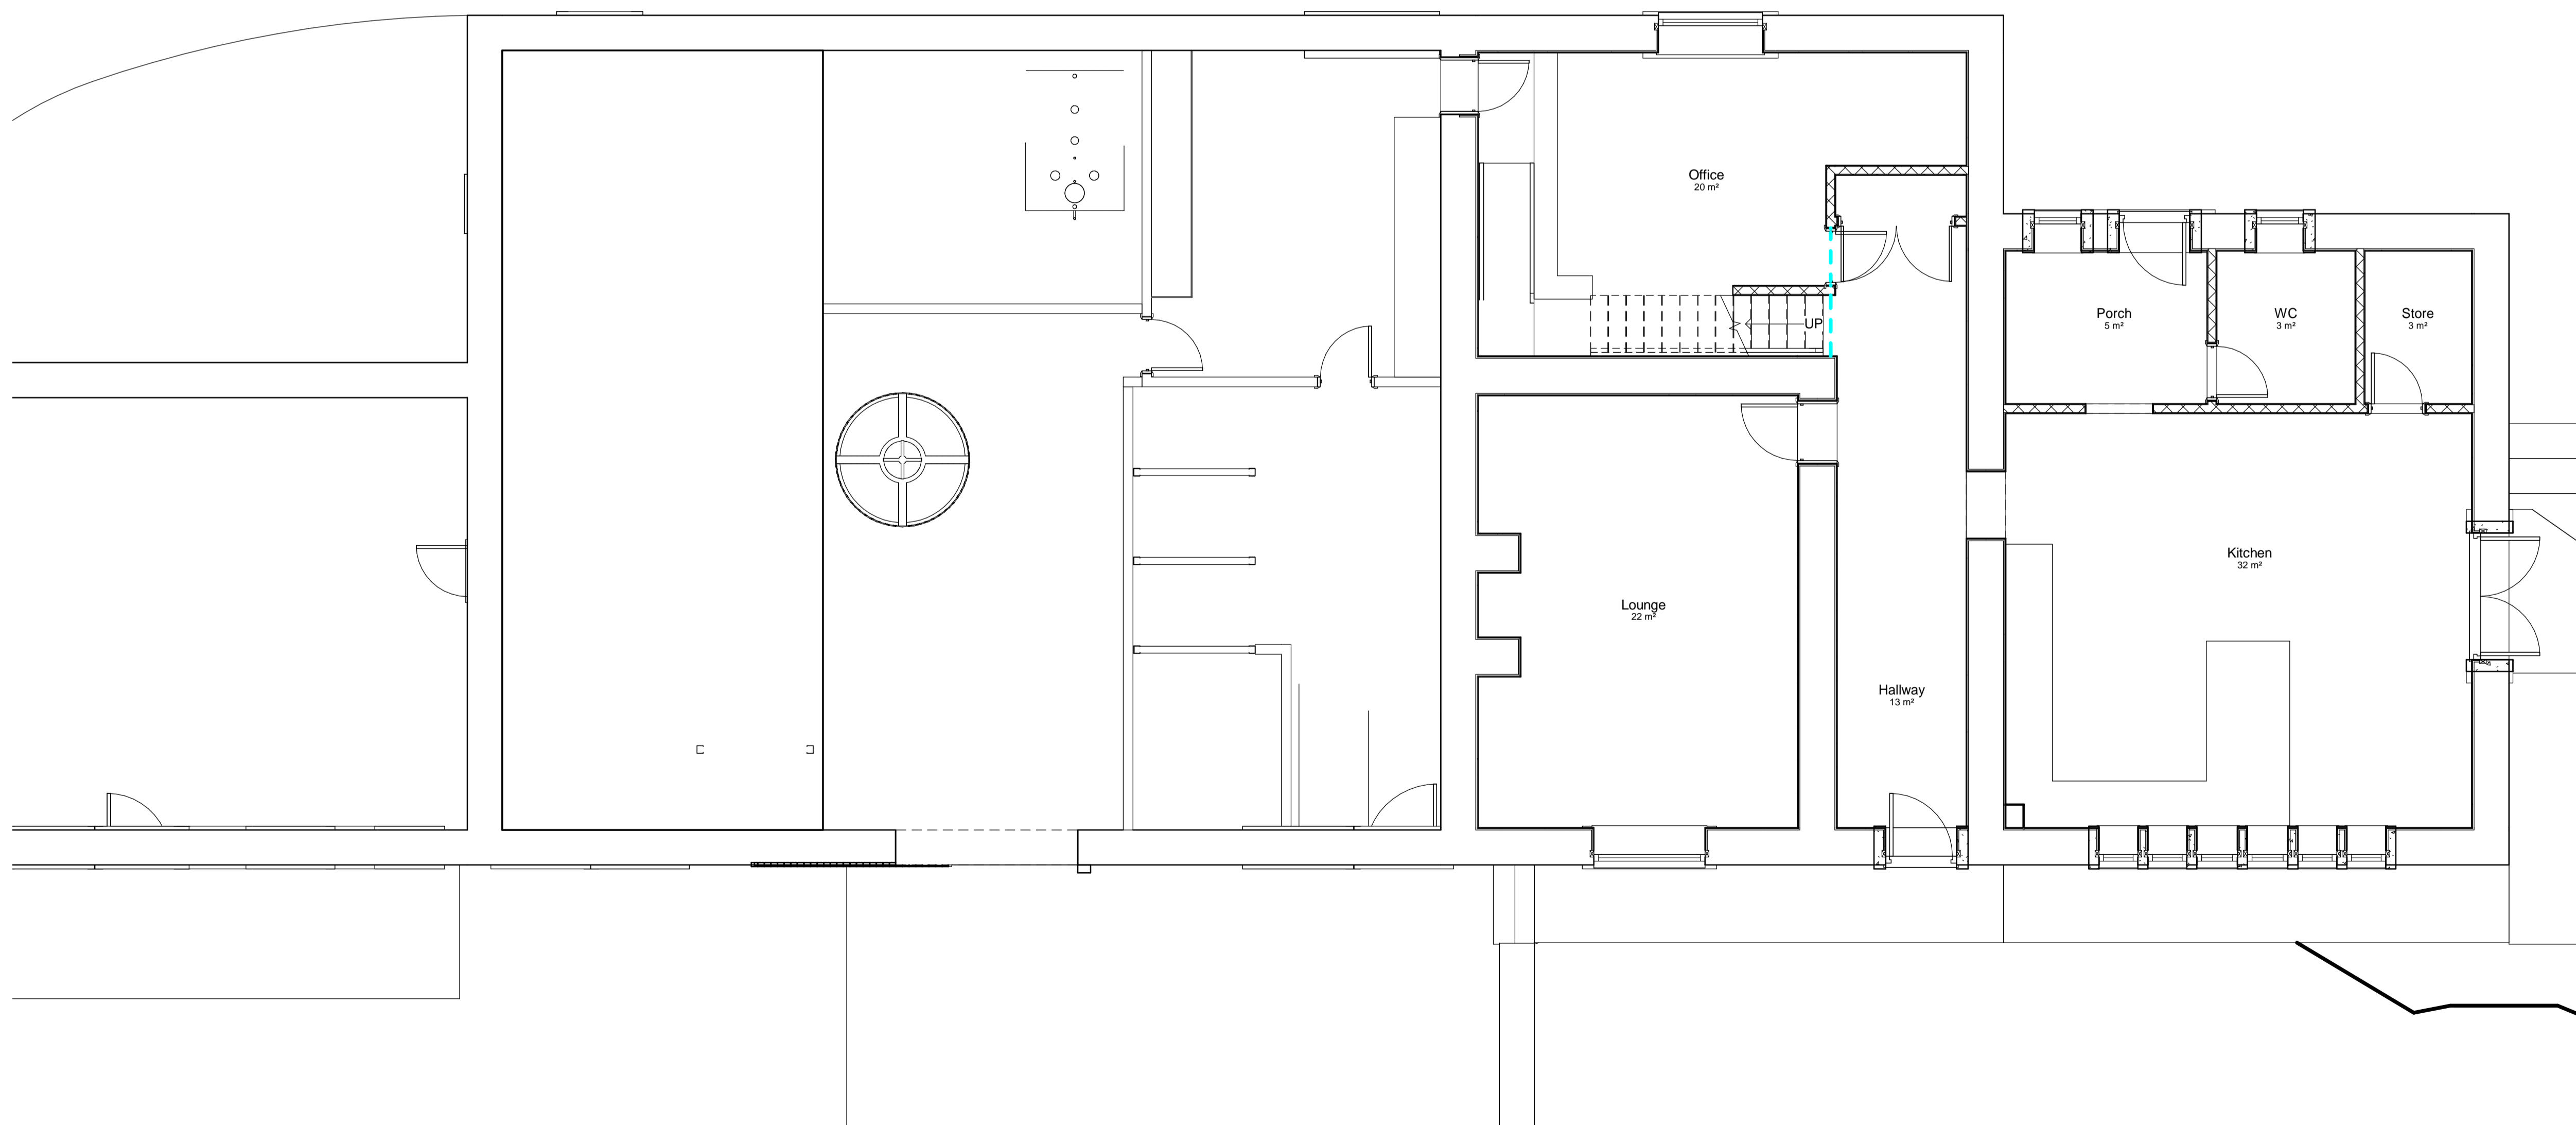 Office
20 m²
UP
Porch
5 m²
WC
3 m²
Store
3 m²
Kitchen
32 m²
Lounge
22 m²
Hallway
13 m²